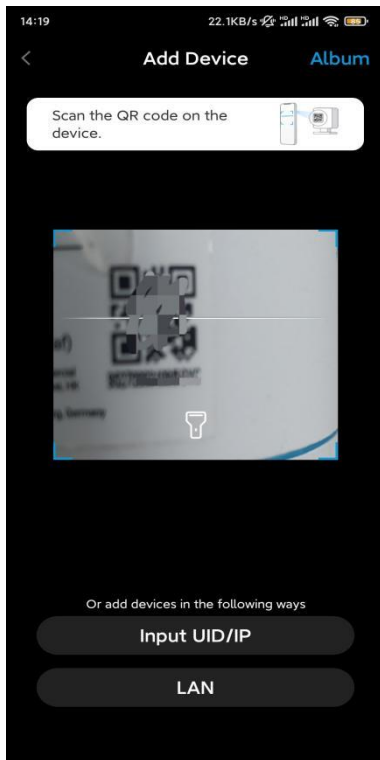 14:19
22.1KB/s
Add Device
Album
Scan the QR code on the
device.
Or add devices in the following ways
Input UID/IP
LAN